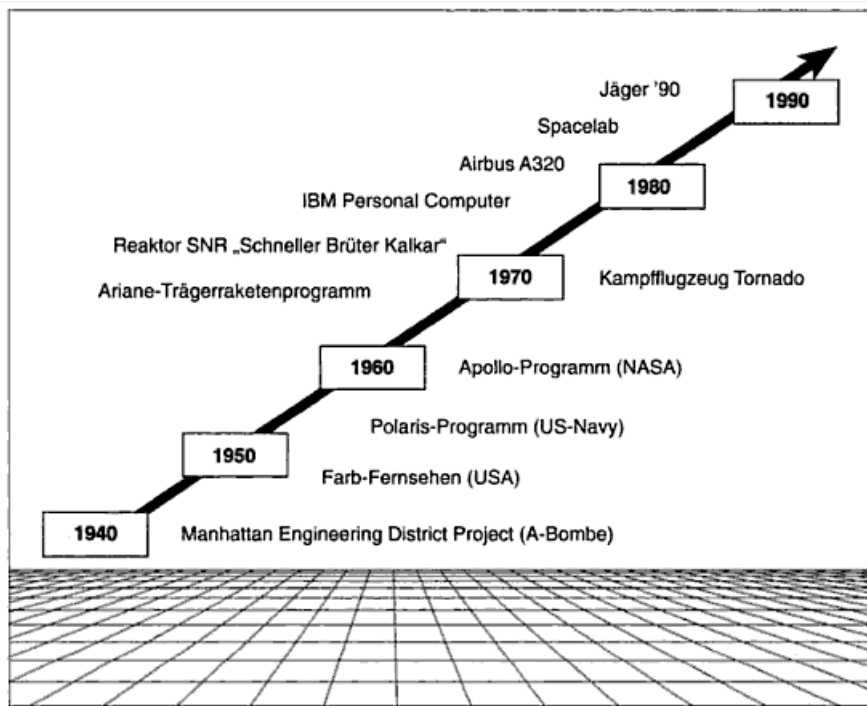 Jäger '90
1990
Spacelab
Airbus A320
1980
IBM Personal Computer
Reaktor SNR „Schneller Brüter Kalkar“
1970
Kampfflugzeug Tornado
Ariane-Trägerraketenprogramm
1960
Apollo-Programm (NASA)
Polaris-Programm (US-Navy)
1950
Farb-Fernsehen (USA)
1940
Manhattan Engineering District Project (A-Bombe)